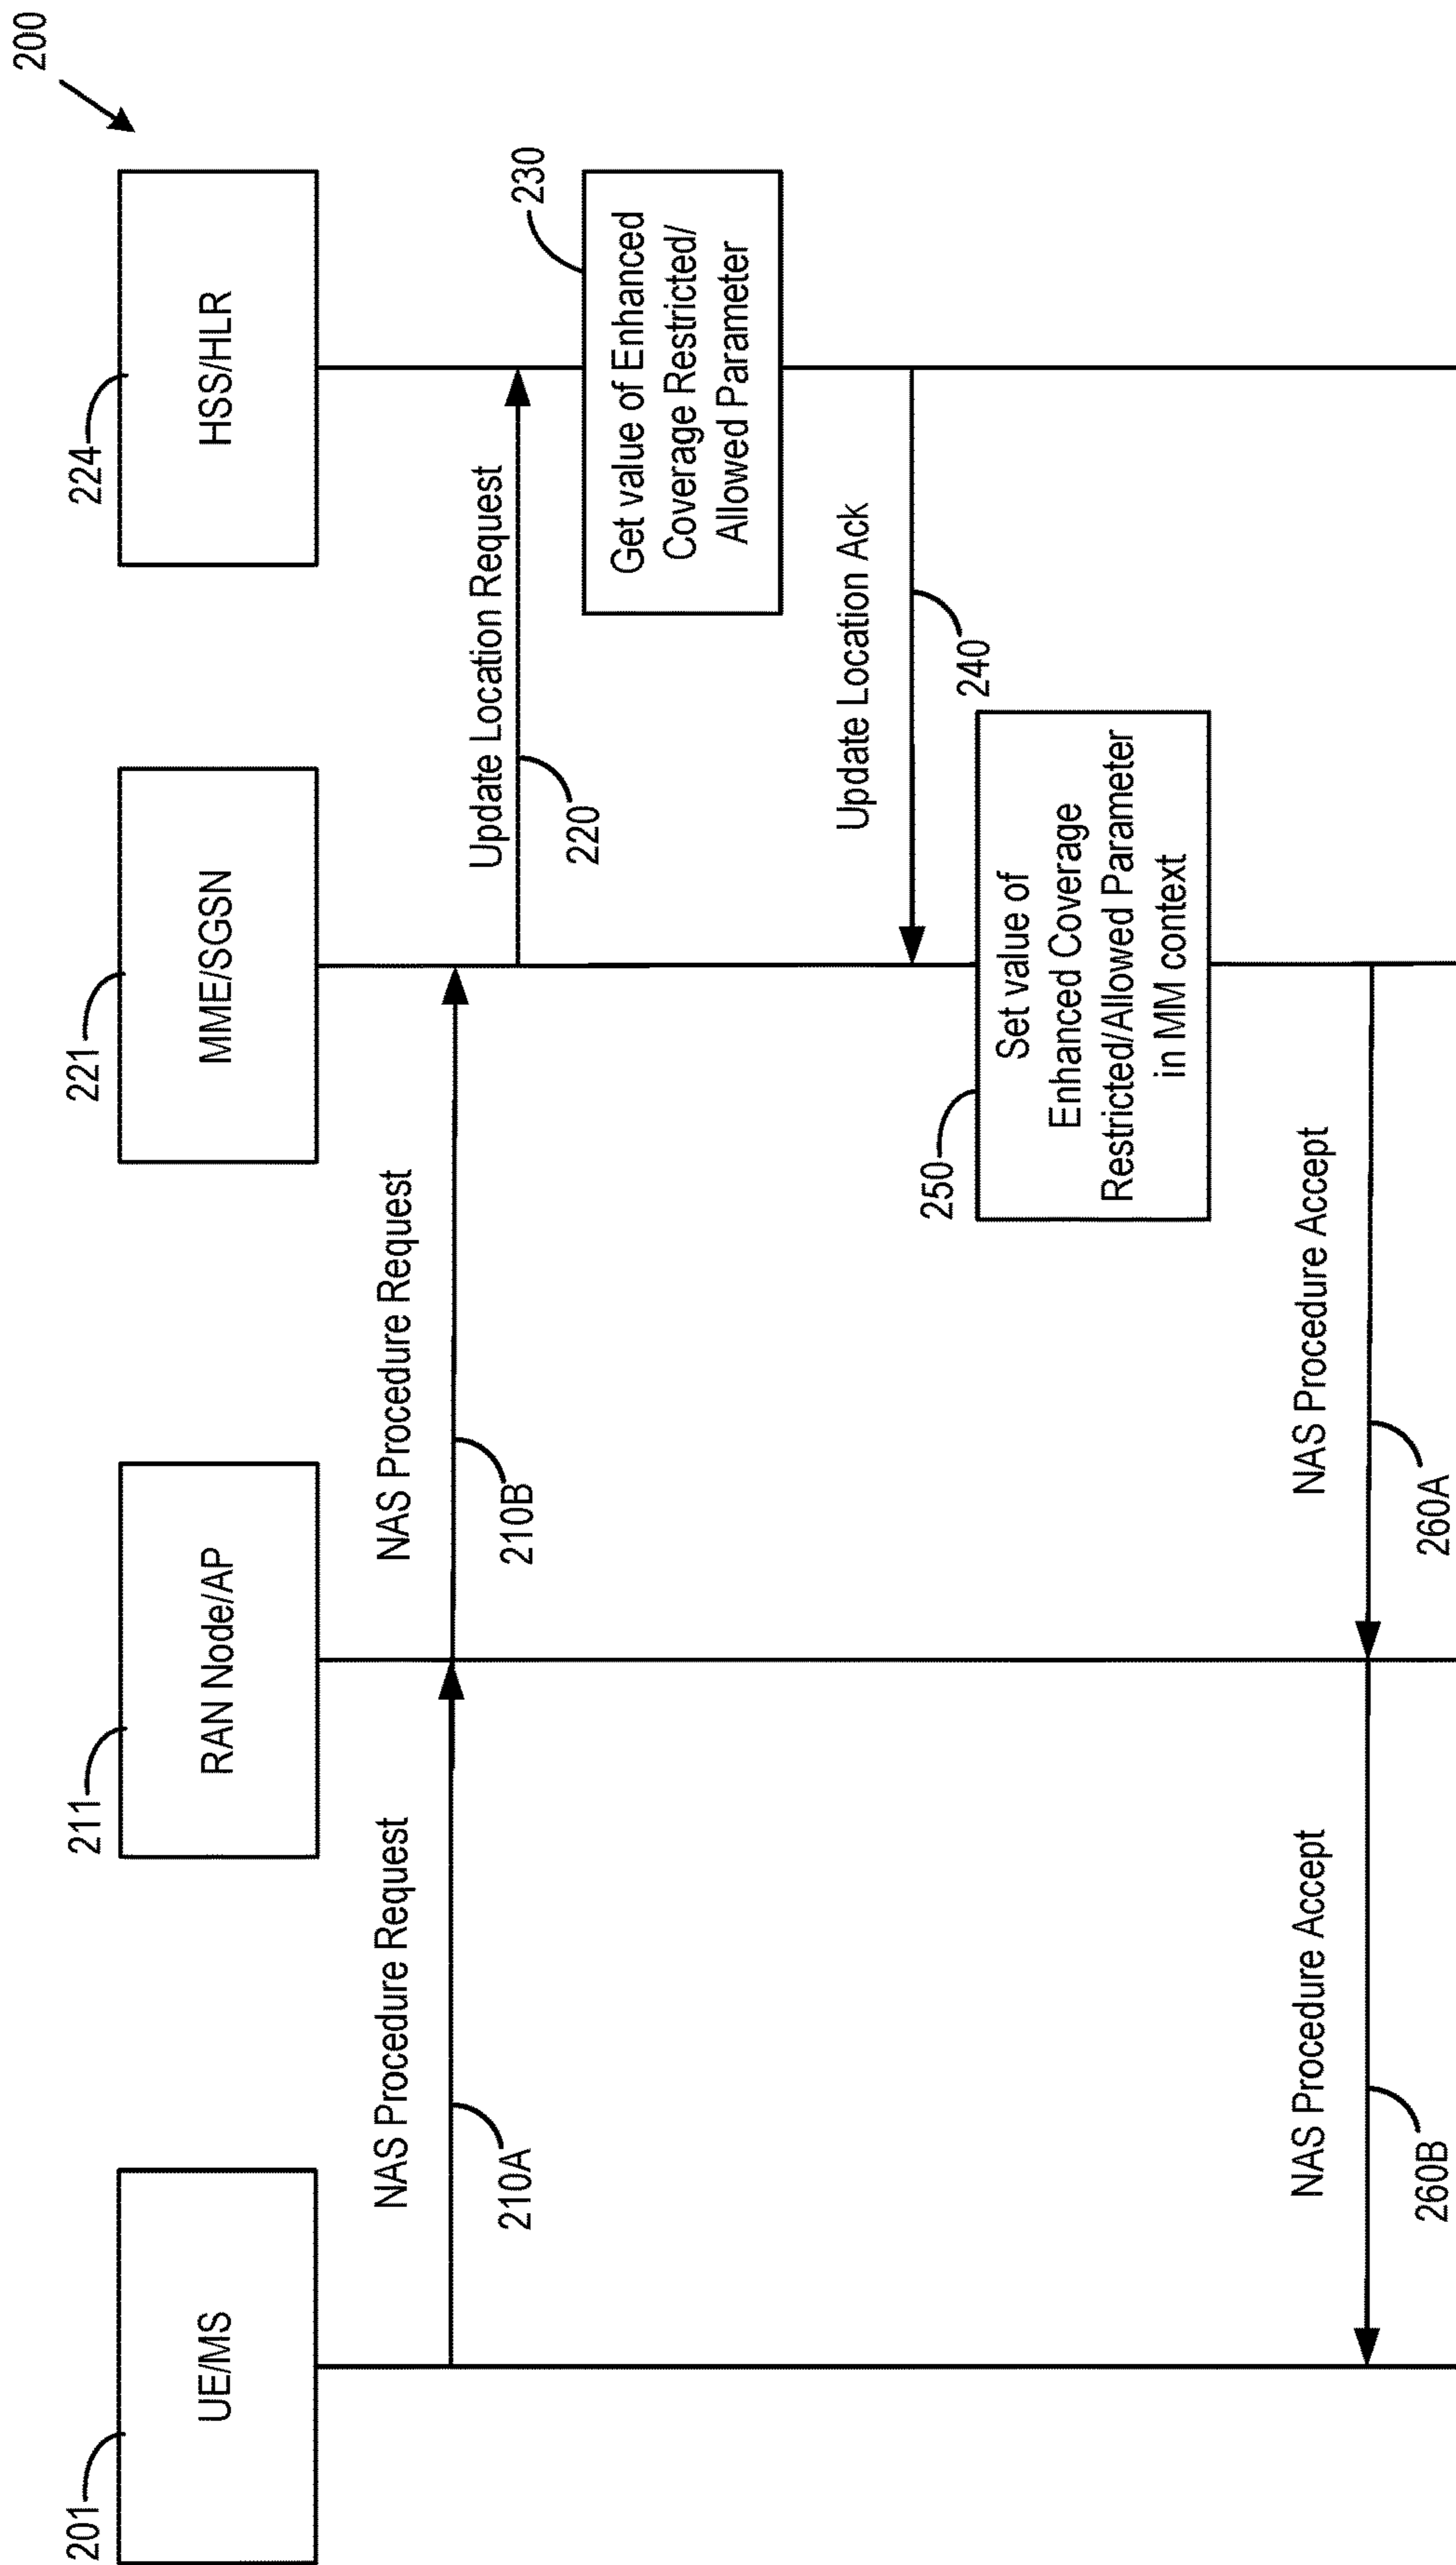 200
201
UE/MS
211
RAN Node/AP
221
MME/SGSN
224
HSS/HLR
NAS Procedure Request
210A
NAS Procedure Request
210B
Update Location Request
220
230
Get value of Enhanced
Coverage Restricted/
Allowed Parameter
Update Location Ack
240
250
Set value of
Enhanced Coverage
Restricted/Allowed Parameter
in MM context
NAS Procedure Accept
260A
NAS Procedure Accept
260B